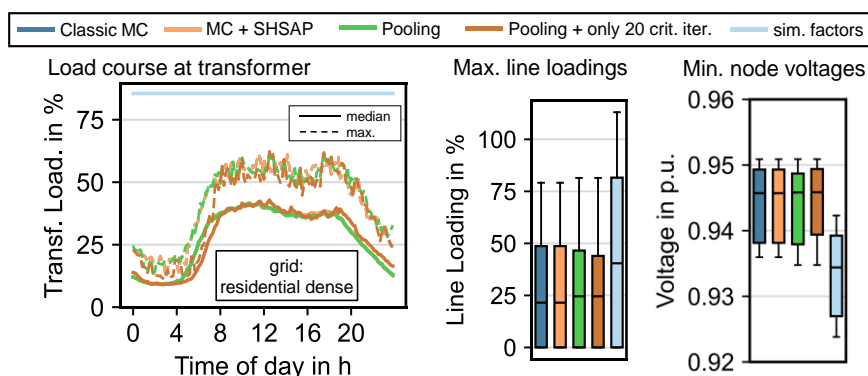 Classic MC
MC + SHSAP
Pooling
Pooling + only 20 crit. iter.
sim. factors
Load course at transformer
Transf. Load. in %
75
50
25
0
median
max.
grid:
residential dense
0 4 8 12 16 20
Time of day in h
Max. line loadings
Line Loading in %
100
75
50
25
0
Min. node voltages
Voltage in p.u.
0.96
0.95
0.94
0.93
0.92